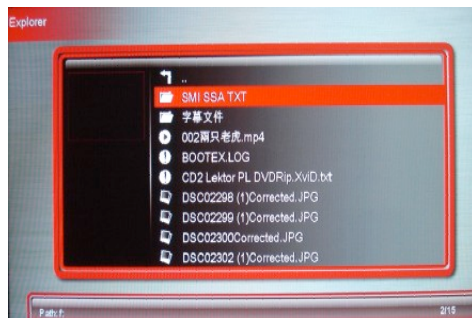 Explorer
..
SMI SSA TXT
字幕文件
002兩只老虎.mp4
BOOTEX.LOG
CD2 Lektor PL DVDRip.XviD.txt
DSC02298 (1)Corrected.JPG
DSC02299 (1)Corrected.JPG
DSC02300Corrected.JPG
DSC02302 (1)Corrected.JPG
Path: f:
2/15